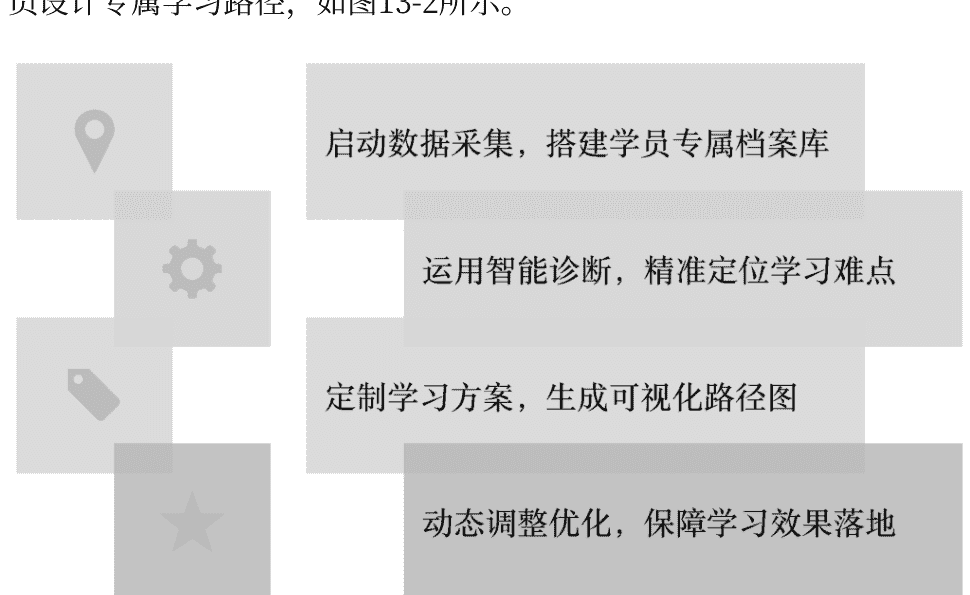 员设计专属学习路径，如图13-2所示。
启动数据采集，搭建学员专属档案库
运用智能诊断，精准定位学习难点
定制学习方案，生成可视化路径图
动态调整优化，保障学习效果落地